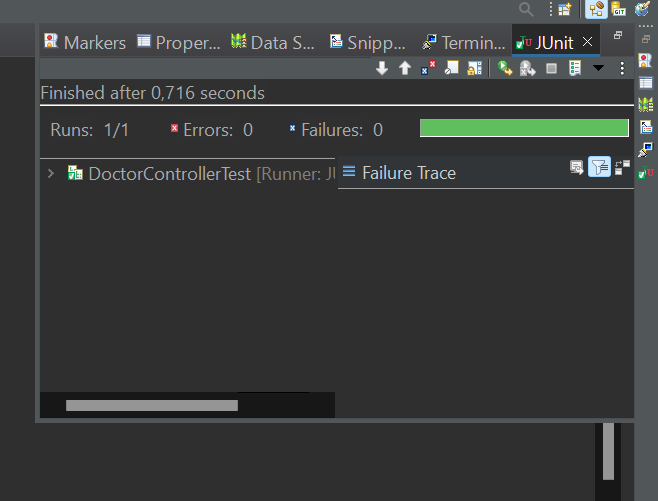 GIT
Markers Proper... Data S... Snipp... Termin... JUnit
Finished after 0,716 seconds
Runs: 1/1 Errors: 0 Failures: 0
DoctorControllerTest [Runner: JU
Failure Trace